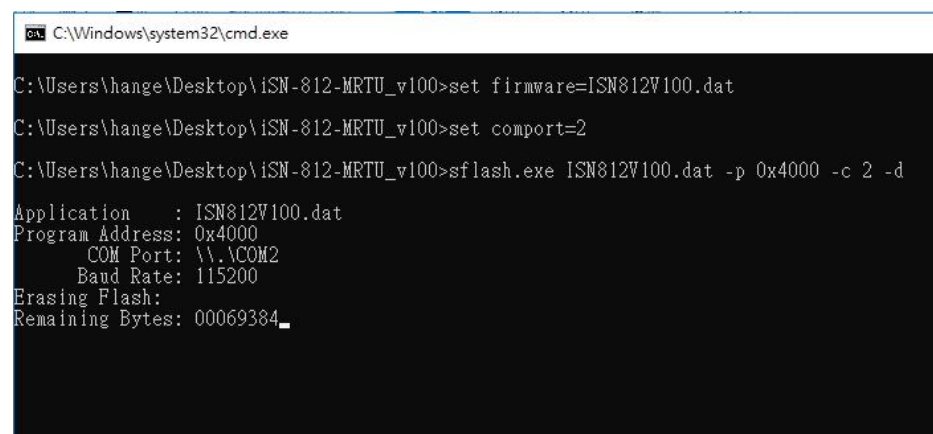 C:\Windows\system32\cmd.exe
C:\Users\hange\Desktop\iSN-812-MRTU_v100>set firmware=ISN812V100.dat
C:\Users\hange\Desktop\iSN-812-MRTU_v100>set comport=2
C:\Users\hange\Desktop\iSN-812-MRTU_v100>sflash.exe ISN812V100.dat -p 0x4000 -c 2 -d
Application    : ISN812V100.dat
Program Address: 0x4000
       COM Port: \\.\COM2
      Baud Rate: 115200
Erasing Flash:
Remaining Bytes: 00069384